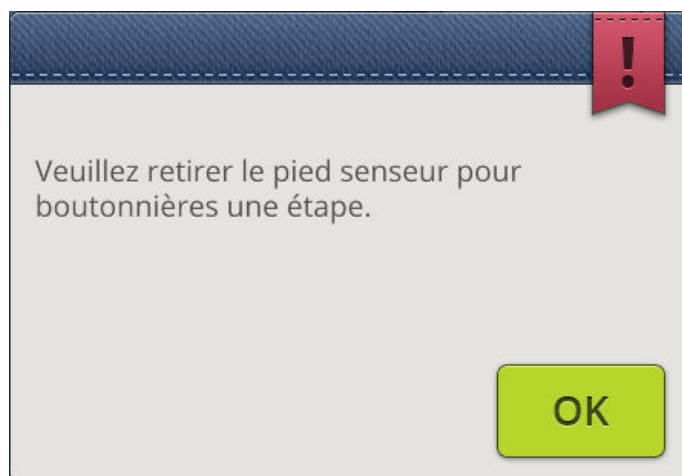 !
Veuillez retirer le pied senseur pour
boutonnières une étape.
OK